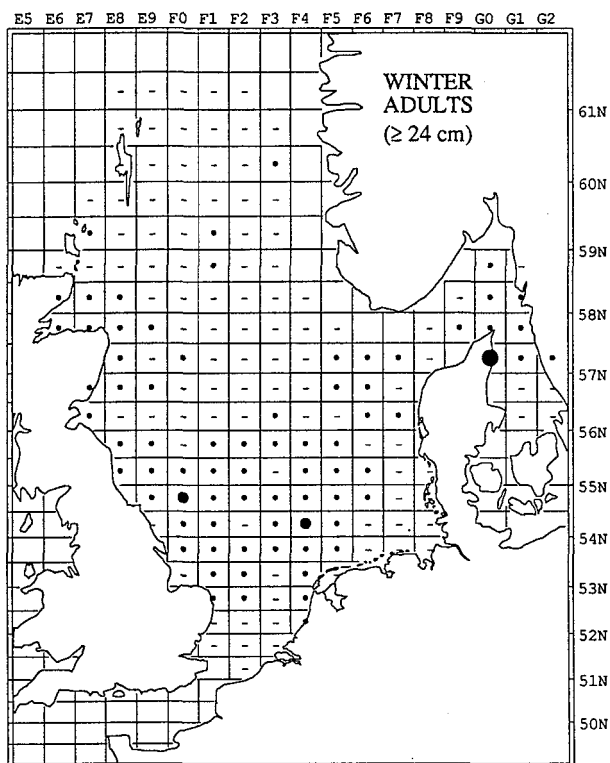 E5 E6 E7 E8 E9 F0 F1 F2 F3 F4 F5 F6 F7 F8 F9 G0 G1 G2
WINTER
ADULTS
(≥ 24 cm)
61N
60N
59N
58N
57N
56N
55N
54N
53N
52N
51N
50N